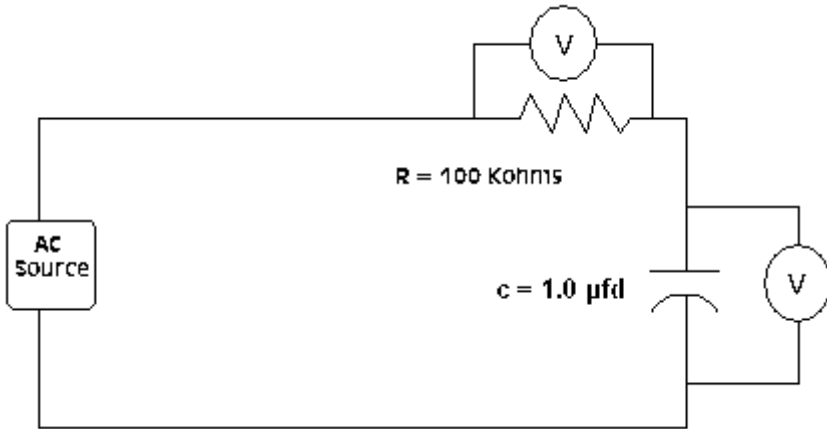 V
R = 100 Kohms
AC
Source
c = 1.0 µfd
V